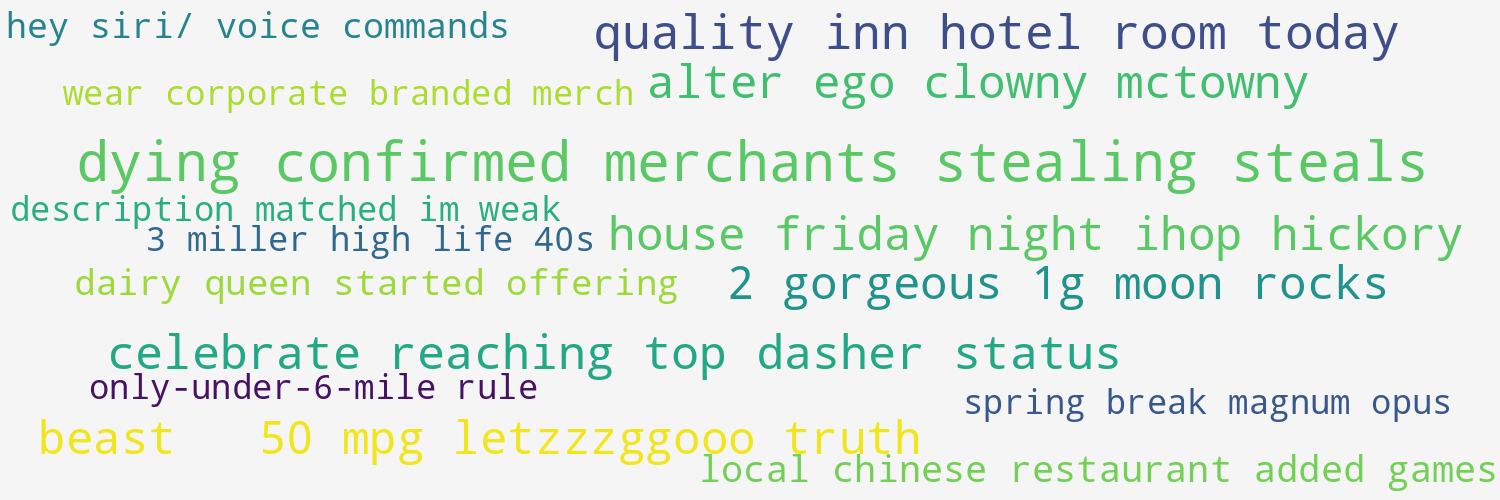 hey siri/ voice commands
quality inn hotel room today
wear corporate branded merch
alter ego clowny mctowny
dying confirmed merchants stealing steals
description matched im weak
3 miller high life 40s
house friday night ihop hickory
dairy queen started offering
2 gorgeous 1g moon rocks
celebrate reaching top dasher status
only-under-6-mile rule
spring break magnum opus
beast   50 mpg letzzzggooo truth
local chinese restaurant added games